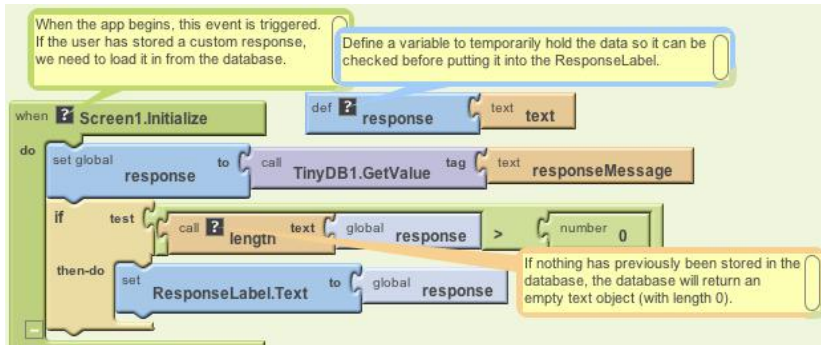 When the app begins, this event is triggered.
If the user has stored a custom response,
we need to load it in from the database.
Define a variable to temporarily hold the data so it can be
checked before putting it into the ResponseLabel.
when ? Screen1.Initialize
def ? response text text
do
set global response to call TinyDB1.GetValue tag text responseMessage
if test call ? length text global response > number 0
If nothing has previously been stored in the
database, the database will return an
empty text object (with length 0).
then-do set ResponseLabel.Text to global response